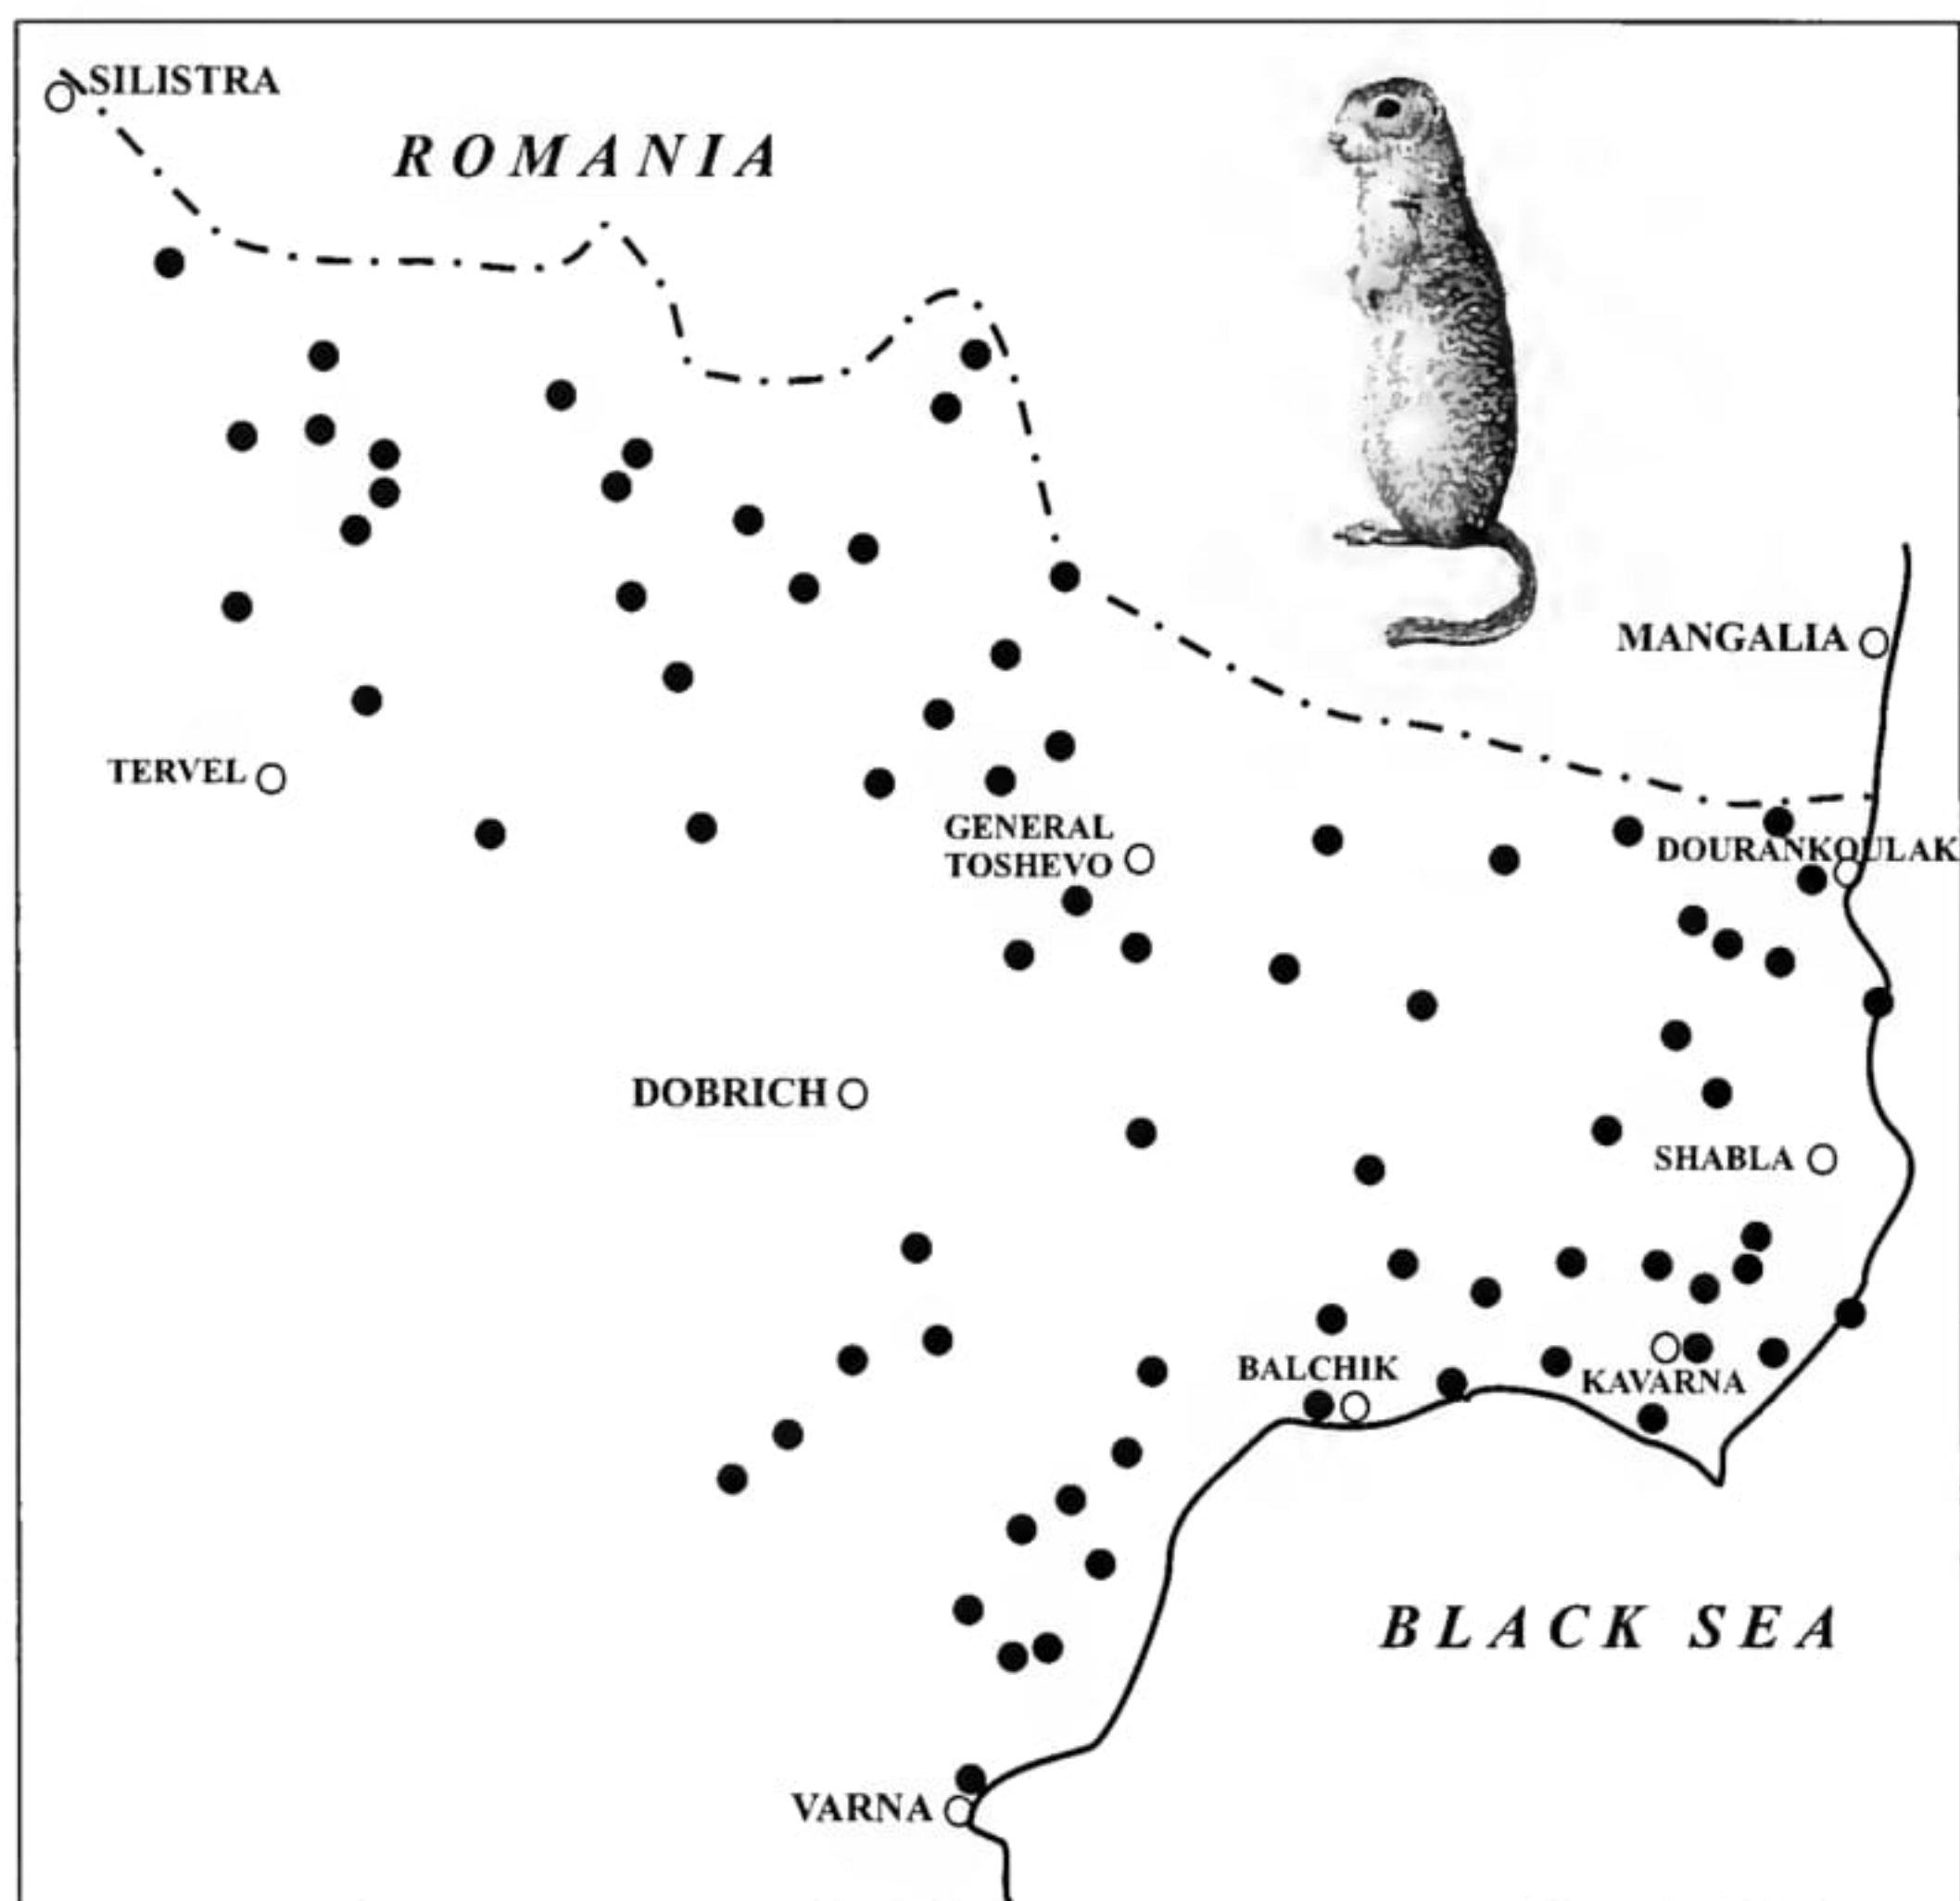 SILISTRA
ROMANIA
MANGALIA
TERVEL
GENERAL
TOSHEVO
DOURANKOULAK
DOBRICH
SHABLA
BALCHIK
KAVARNA
BLACK SEA
VARNA